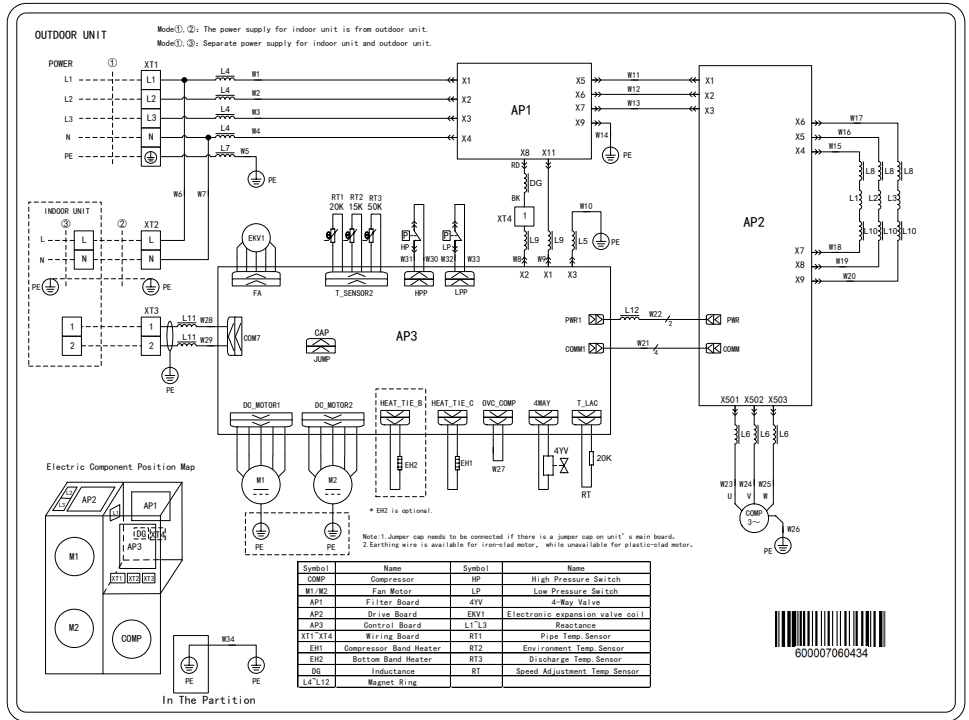 OUTDOOR UNIT
Mode①, ②: The power supply for indoor unit is from outdoor unit.
Mode①, ③: Separate power supply for indoor unit and outdoor unit.
POWER ① XT1
L1 L1 L4 W1 X1
L2 L2 L4 W2 X2
L3 L3 L4 W3 X3
N N L4 W4 X4
PE L7 W5
PE
AP1
X5 W11 X1
X6 W12 X2
X7 W13 X3
X9
W14
PE
X8 X11
RD
DG
BK
XT4 1
L9 L9 L5
W10
PE
W8 W9
X2 X1 X3
AP2
X6 W17
X5 W16
X4 W15
L8 L8 L8
L1 L2 L3
L10 L10 L10
X7 W18
X8 W19
X9 W20
W6 W7
INDOOR UNIT
③ ② XT2
L L L
N N N
PE PE
XT3
1 1 L11 W28
2 2 L11 W29
COM7
PE
EKV1
FA
RT1 RT2 RT3
20K 15K 50K
T_SENSOR2
P P
HP LP
W31 W30 W32 W33
HPP LPP
CAP
JUMP
AP3
PWR1 L12 W22 2 PWR
COMM1 W21 4 COMM
DC_MOTOR1 DC_MOTOR2 HEAT_TIE_B HEAT_TIE_C OVC_COMP 4WAY T_LAC
M1 M2 EH2 EH1 W27 4YV 20K
RT
PE PE
* EH2 is optional.
X501 X502 X503
L6 L6 L6
W23 W24 W25
U V W
COMP
3~
W26
PE
Note:1.Jumper cap needs to be connected if there is a jumper cap on unit's main board.
2.Earthing wire is available for iron-clad motor, while unavailable for plastic-clad motor.
Electric Component Position Map
L2
L3
AP2
L1
AP1
DG XT4
AP3
XT1 XT2 XT3
M1
M2
COMP
W34
PE PE
In The Partition
Symbol Name Symbol Name
COMP Compressor HP High Pressure Switch
M1/M2 Fan Motor LP Low Pressure Switch
AP1 Filter Board 4YV 4-Way Valve
AP2 Drive Board EKV1 Electronic expansion valve coil
AP3 Control Board L1~L3 Reactance
XT1~XT4 Wiring Board RT1 Pipe Temp.Sensor
EH1 Compressor Band Heater RT2 Environment Temp.Sensor
EH2 Bottom Band Heater RT3 Discharge Temp.Sensor
DG Inductance RT Speed Adjustment Temp Sensor
L4~L12 Magnet Ring
600007060434